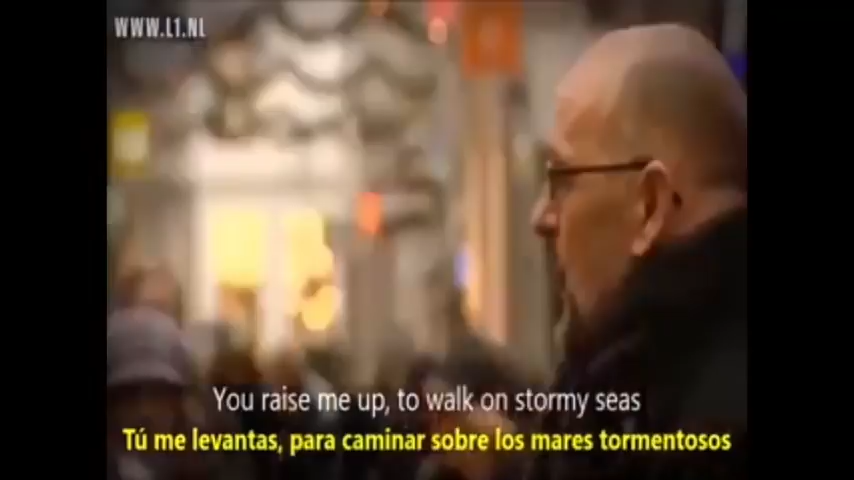 WWW.L1.NL
You raise me up, to walk on stormy seas
Tú me levantas, para caminar sobre los mares tormentosos